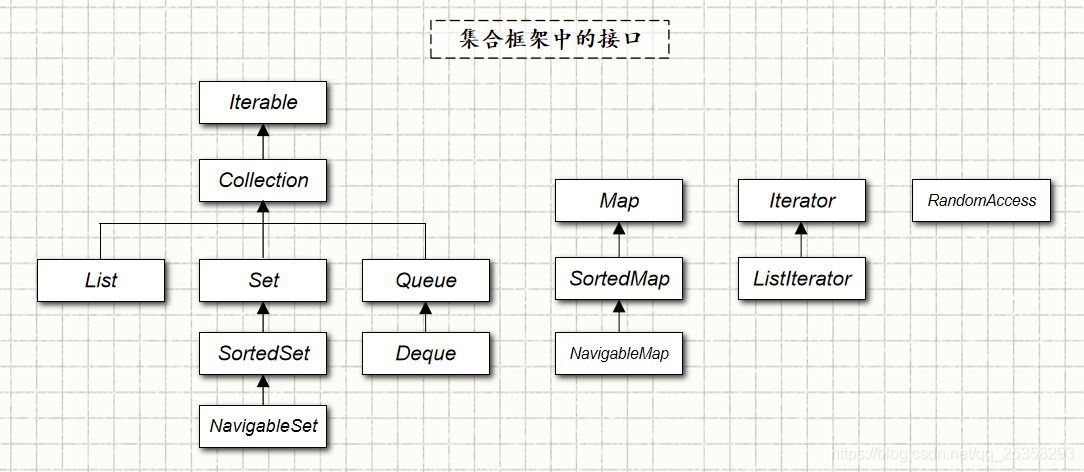 集合框架中的接口
Iterable
Collection
List
Set
Queue
SortedSet
Deque
NavigableSet
Map
SortedMap
NavigableMap
Iterator
ListIterator
RandomAccess
https://blog.csdn.net/qq_25358293